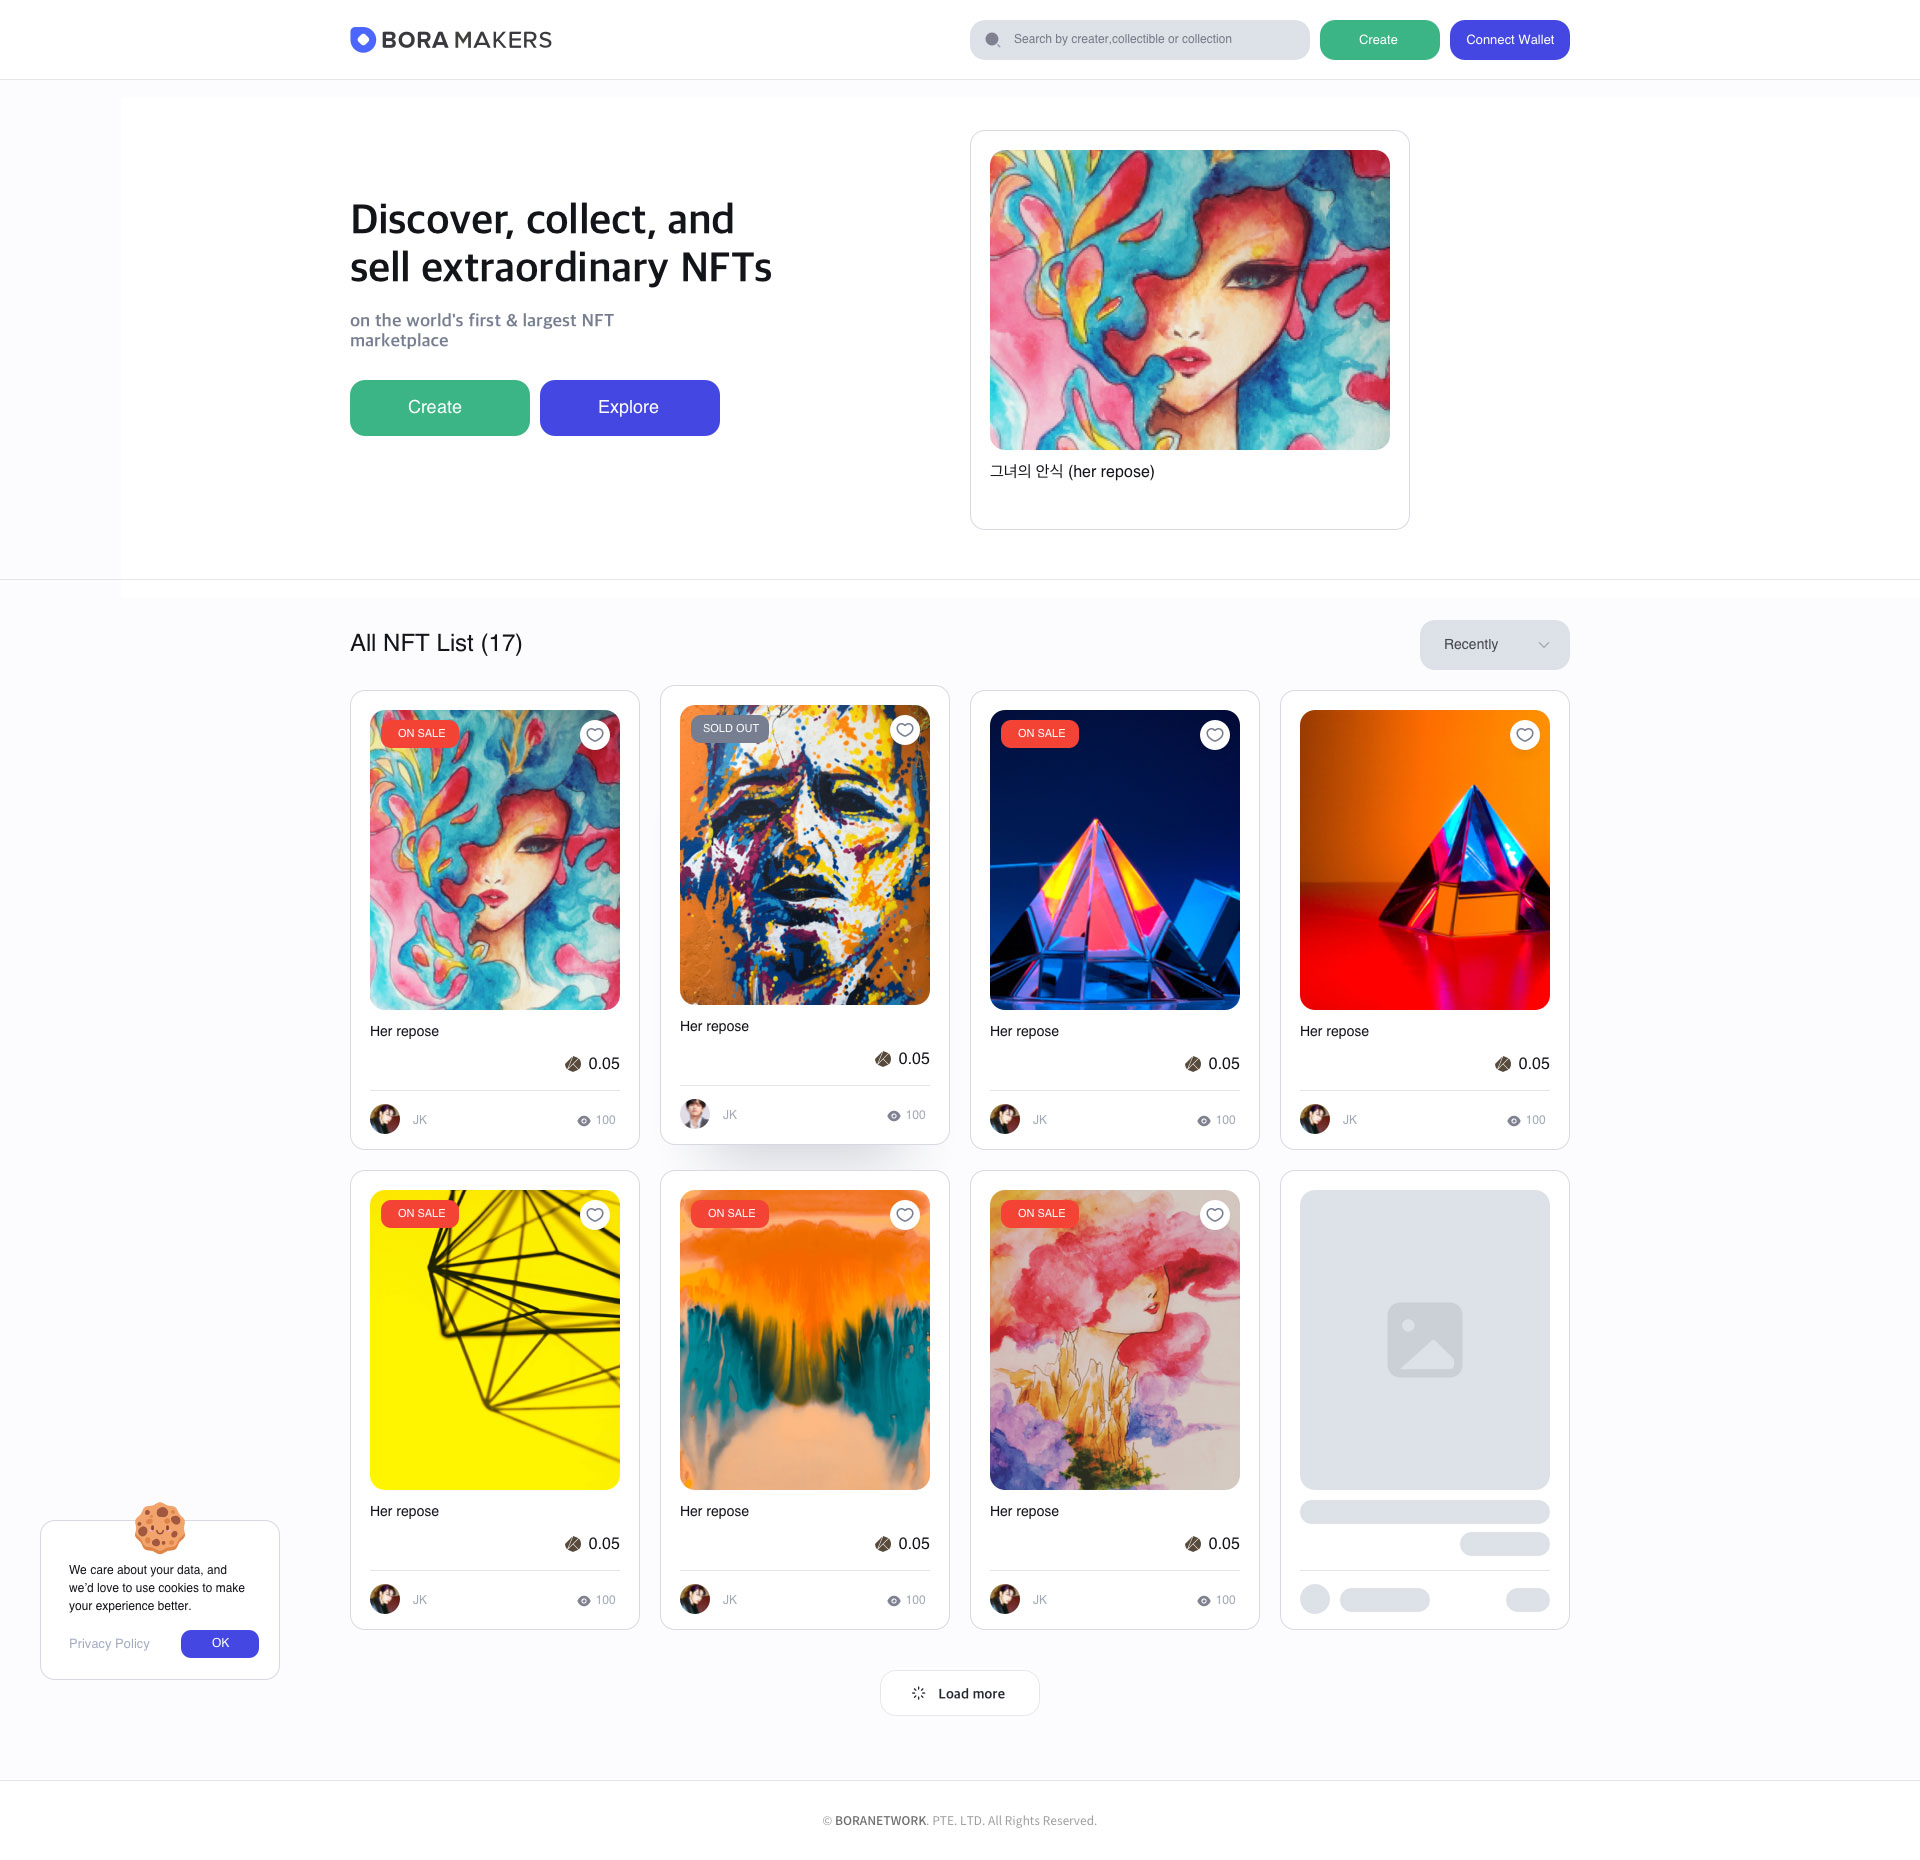 BORA MAKERS
Search by creater,collectible or collection
Create
Connect Wallet
Discover, collect, and
sell extraordinary NFTs
on the world's first & largest NFT
marketplace
Create
Explore
그녀의 안식 (her repose)
All NFT List (17)
Recently
ON SALE
Her repose
0.05
JK
100
SOLD OUT
Her repose
0.05
JK
100
ON SALE
Her repose
0.05
JK
100
Her repose
0.05
JK
100
ON SALE
Her repose
0.05
JK
100
ON SALE
Her repose
0.05
JK
100
ON SALE
Her repose
0.05
JK
100
We care about your data, and
we'd love to use cookies to make
your experience better.
Privacy Policy
OK
Load more
© BORANETWORK. PTE. LTD. All Rights Reserved.